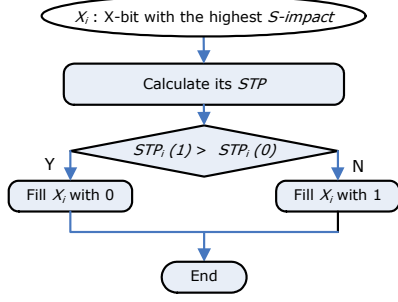 Xi : X-bit with the highest S-impact
Calculate its STP
STPi (1) > STPi (0)
Y
N
Fill Xi with 0
Fill Xi with 1
End